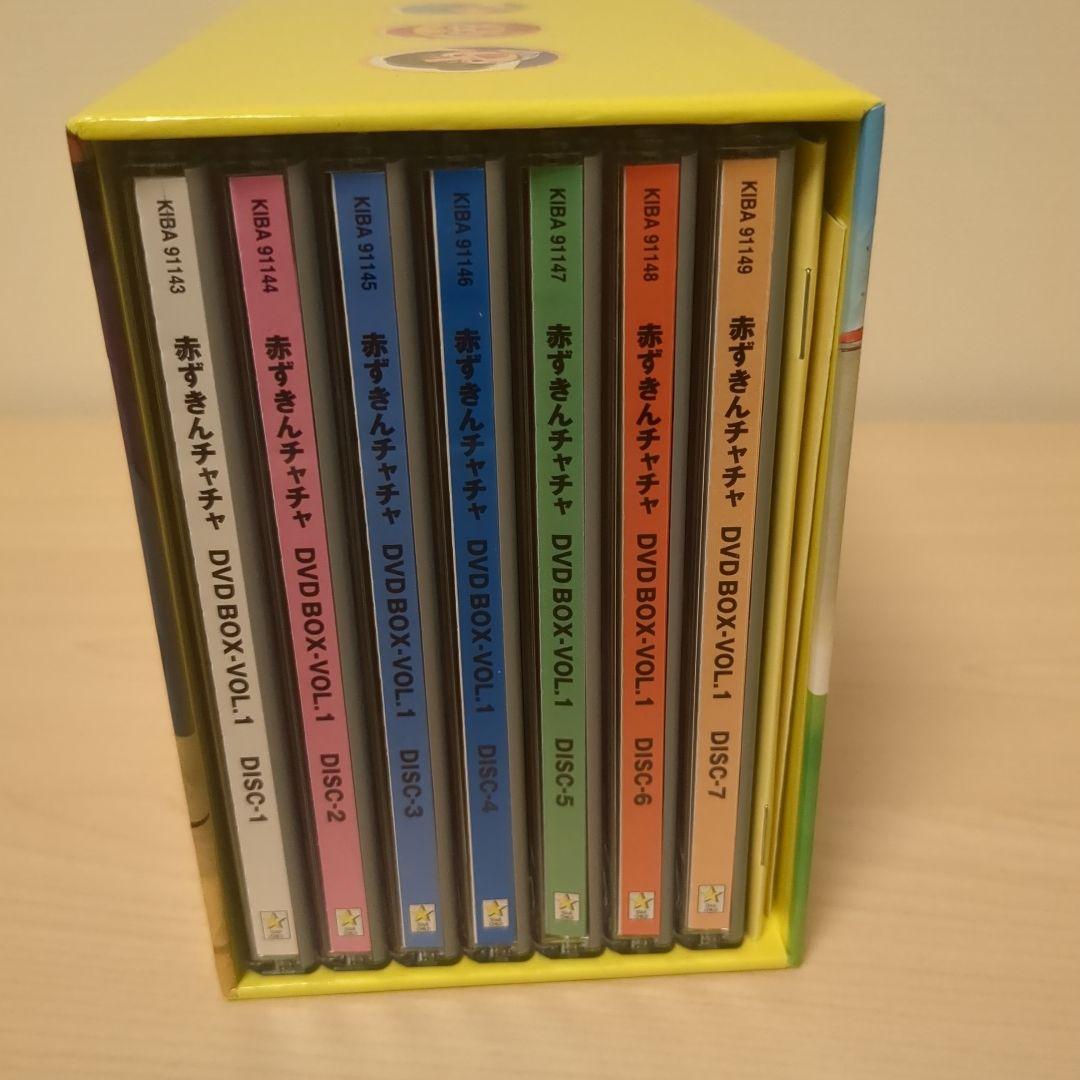 KIBA 91143 赤ずきんチャチャ DVD BOX-VOL.1 DISC-1
KIBA 91144 赤ずきんチャチャ DVD BOX-VOL.1 DISC-2
KIBA 91145 赤ずきんチャチャ DVD BOX-VOL.1 DISC-3
KIBA 91146 赤ずきんチャチャ DVD BOX-VOL.1 DISC-4
KIBA 91147 赤ずきんチャチャ DVD BOX-VOL.1 DISC-5
KIBA 91148 赤ずきんチャチャ DVD BOX-VOL.1 DISC-6
KIBA 91149 赤ずきんチャチャ DVD BOX-VOL.1 DISC-7